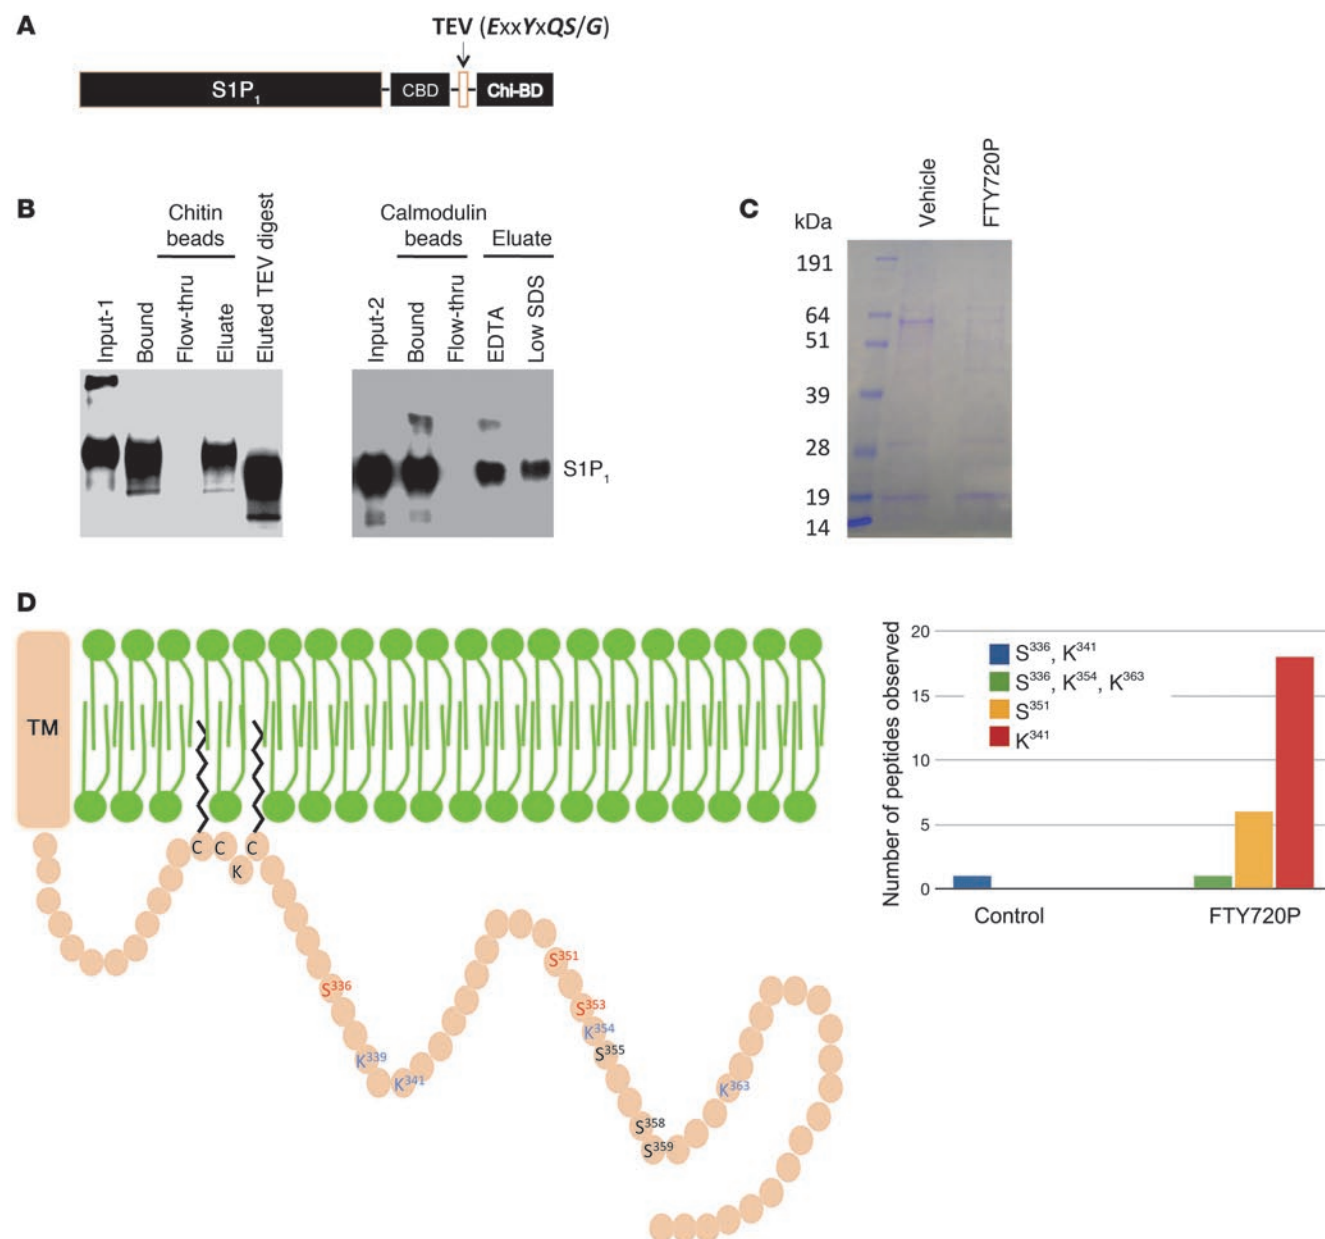 A
TEV (ExxYxQS/G)
S1P₁
CBD
Chi-BD
B
Chitin
beads
Input-1
Bound
Flow-thru
Eluate
Eluted TEV digest
Calmodulin
beads
Eluate
Input-2
Bound
Flow-thru
EDTA
Low SDS
S1P₁
C
kDa
Vehicle
FTY720P
191
64
51
39
28
19
14
D
TM
C
C
K
C
S³³⁶
K³³⁹
K³⁴¹
S³⁵¹
S³⁵³
K³⁵⁴
S³⁵⁵
S³⁵⁸
S³⁵⁹
K³⁶³
Number of peptides observed
20
15
10
5
0
S³³⁶, K³⁴¹
S³³⁶, K³⁵⁴, K³⁶³
S³⁵¹
K³⁴¹
Control
FTY720P